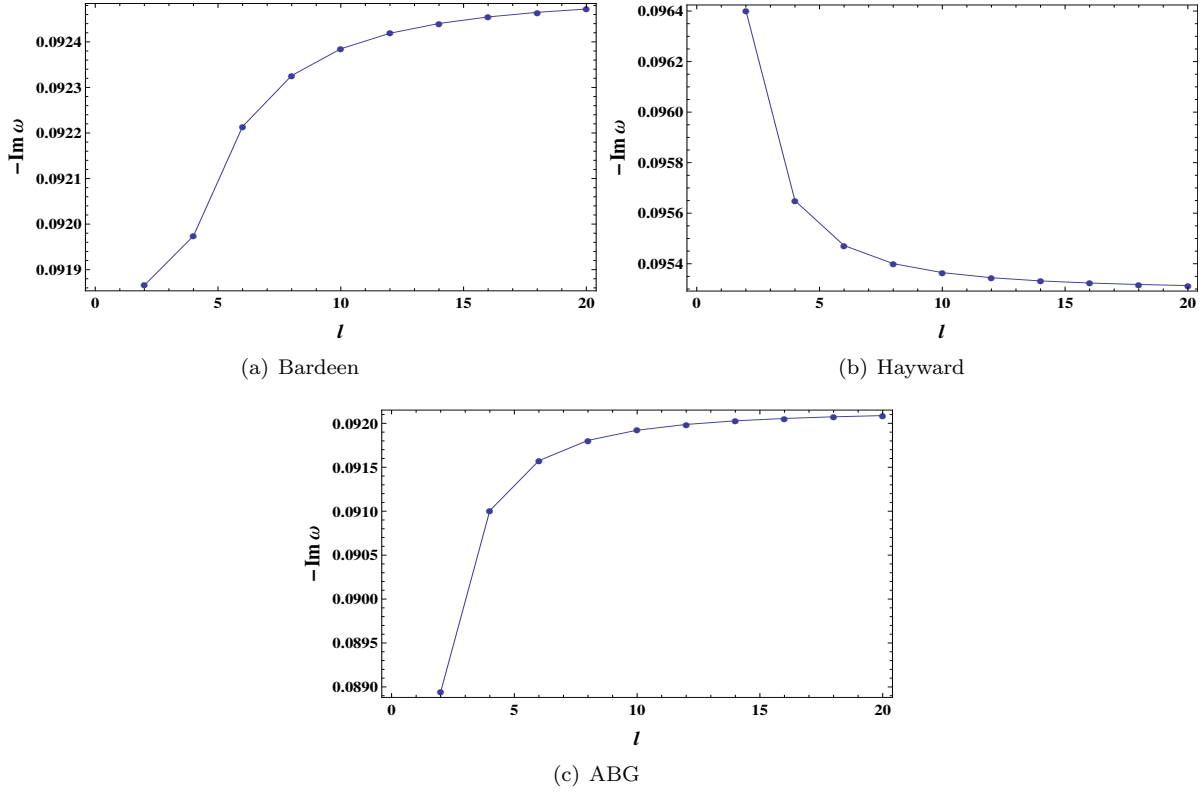 0.0924
0.0923
0.0922
0.0921
0.0920
0.0919
−Im ω
0 5 10 15 20
l
(a) Bardeen
0.0964
0.0962
0.0960
0.0958
0.0956
0.0954
−Im ω
0 5 10 15 20
l
(b) Hayward
0.0920
0.0915
0.0910
0.0905
0.0900
0.0895
0.0890
−Im ω
0 5 10 15 20
l
(c) ABG